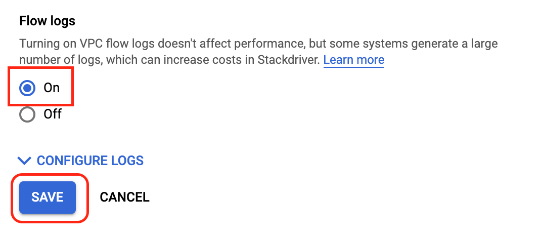 Flow logs
Turning on VPC flow logs doesn't affect performance, but some systems generate a large
number of logs, which can increase costs in Stackdriver. Learn more
On
Off
CONFIGURE LOGS
SAVE CANCEL